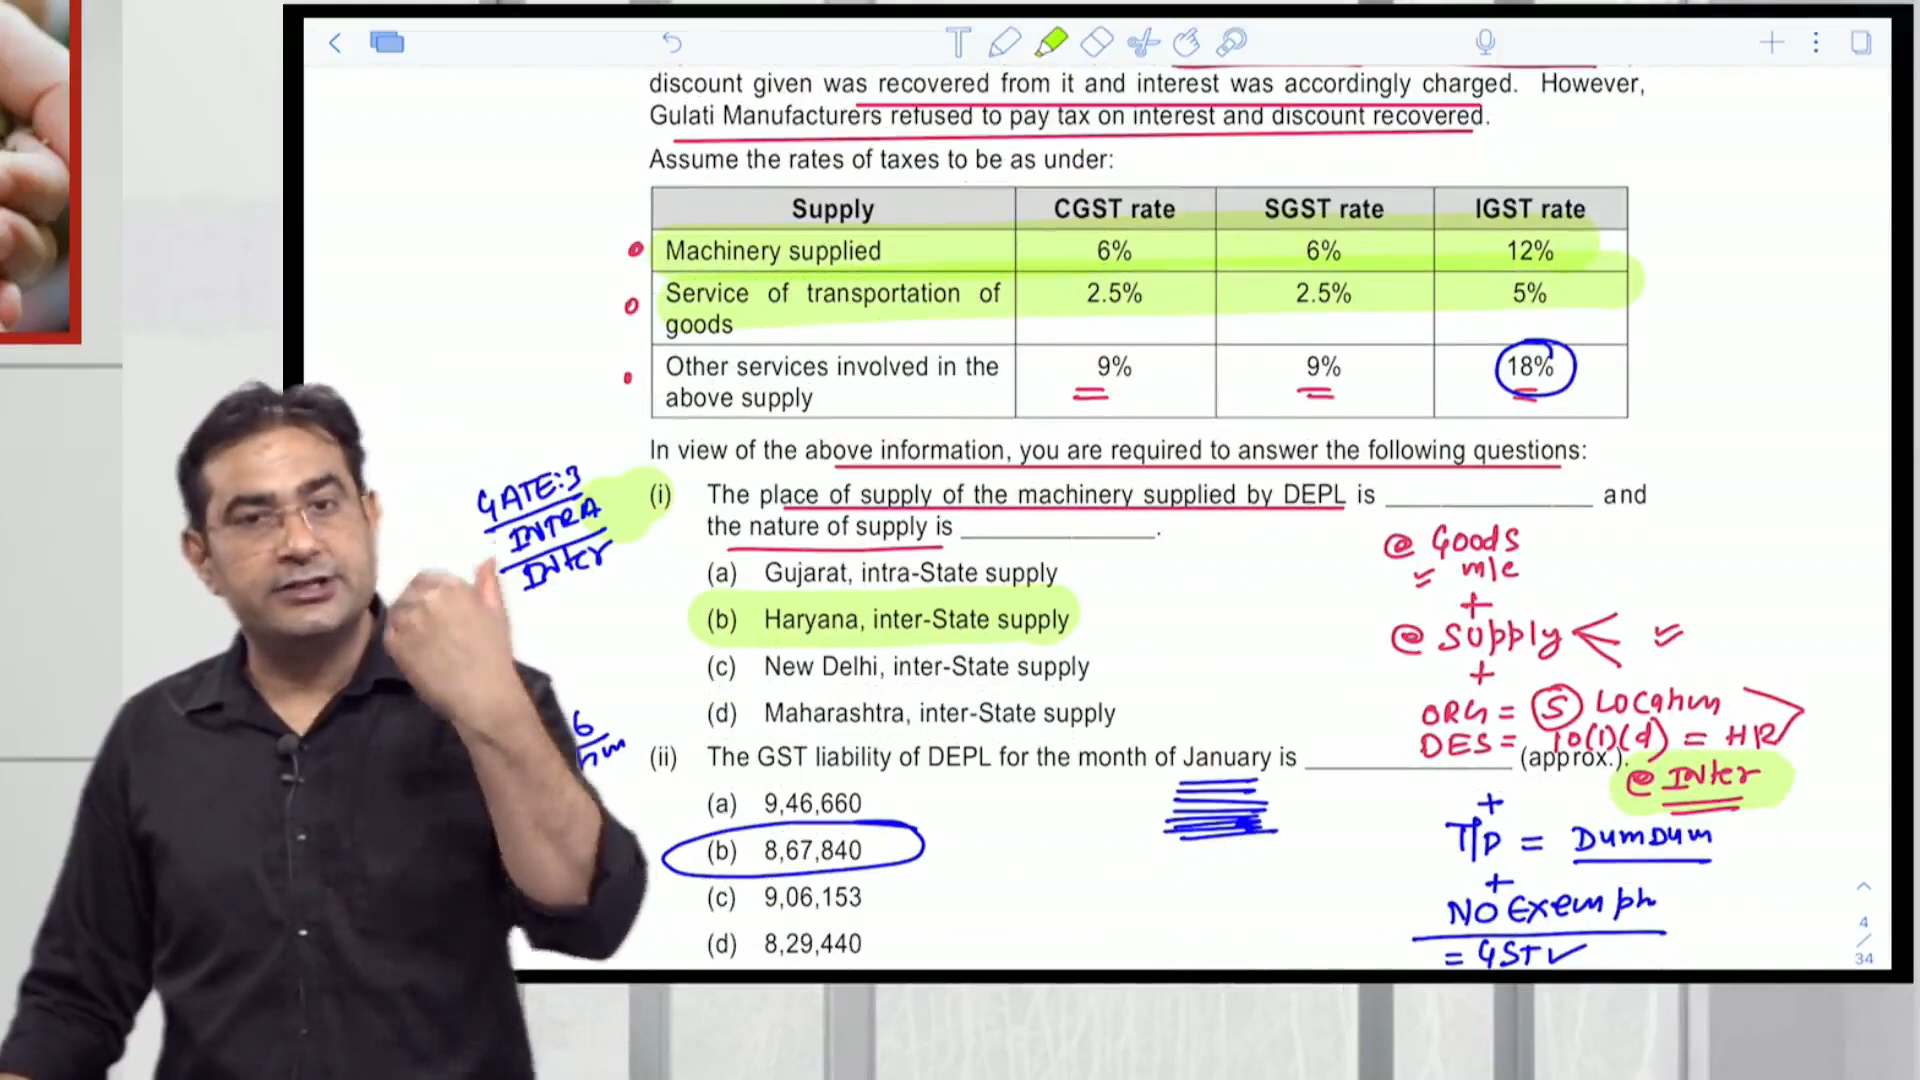 discount given was recovered from it and interest was accordingly charged. However,
Gulati Manufacturers refused to pay tax on interest and discount recovered.
Assume the rates of taxes to be as under:
Supply CGST rate SGST rate IGST rate
Machinery supplied 6% 6% 12%
Service of transportation of goods 2.5% 2.5% 5%
Other services involved in the above supply 9% 9% 18%
In view of the above information, you are required to answer the following questions:
GATE:3
INTRA
Inter
(i) The place of supply of the machinery supplied by DEPL is ______________ and
the nature of supply is ______________.
(a) Gujarat, intra-State supply
(b) Haryana, inter-State supply
(c) New Delhi, inter-State supply
(d) Maharashtra, inter-State supply
@ Goods
m/c
+
@ Supply
+
ORG = S Location
DES = 10(1)(d) = HR
@ Inter
(ii) The GST liability of DEPL for the month of January is ______________ (approx.).
(a) 9,46,660
(b) 8,67,840
(c) 9,06,153
(d) 8,29,440
+
T/P = DUMDUM
+
NO Exemptn
= GST ✓
6
4
/
34